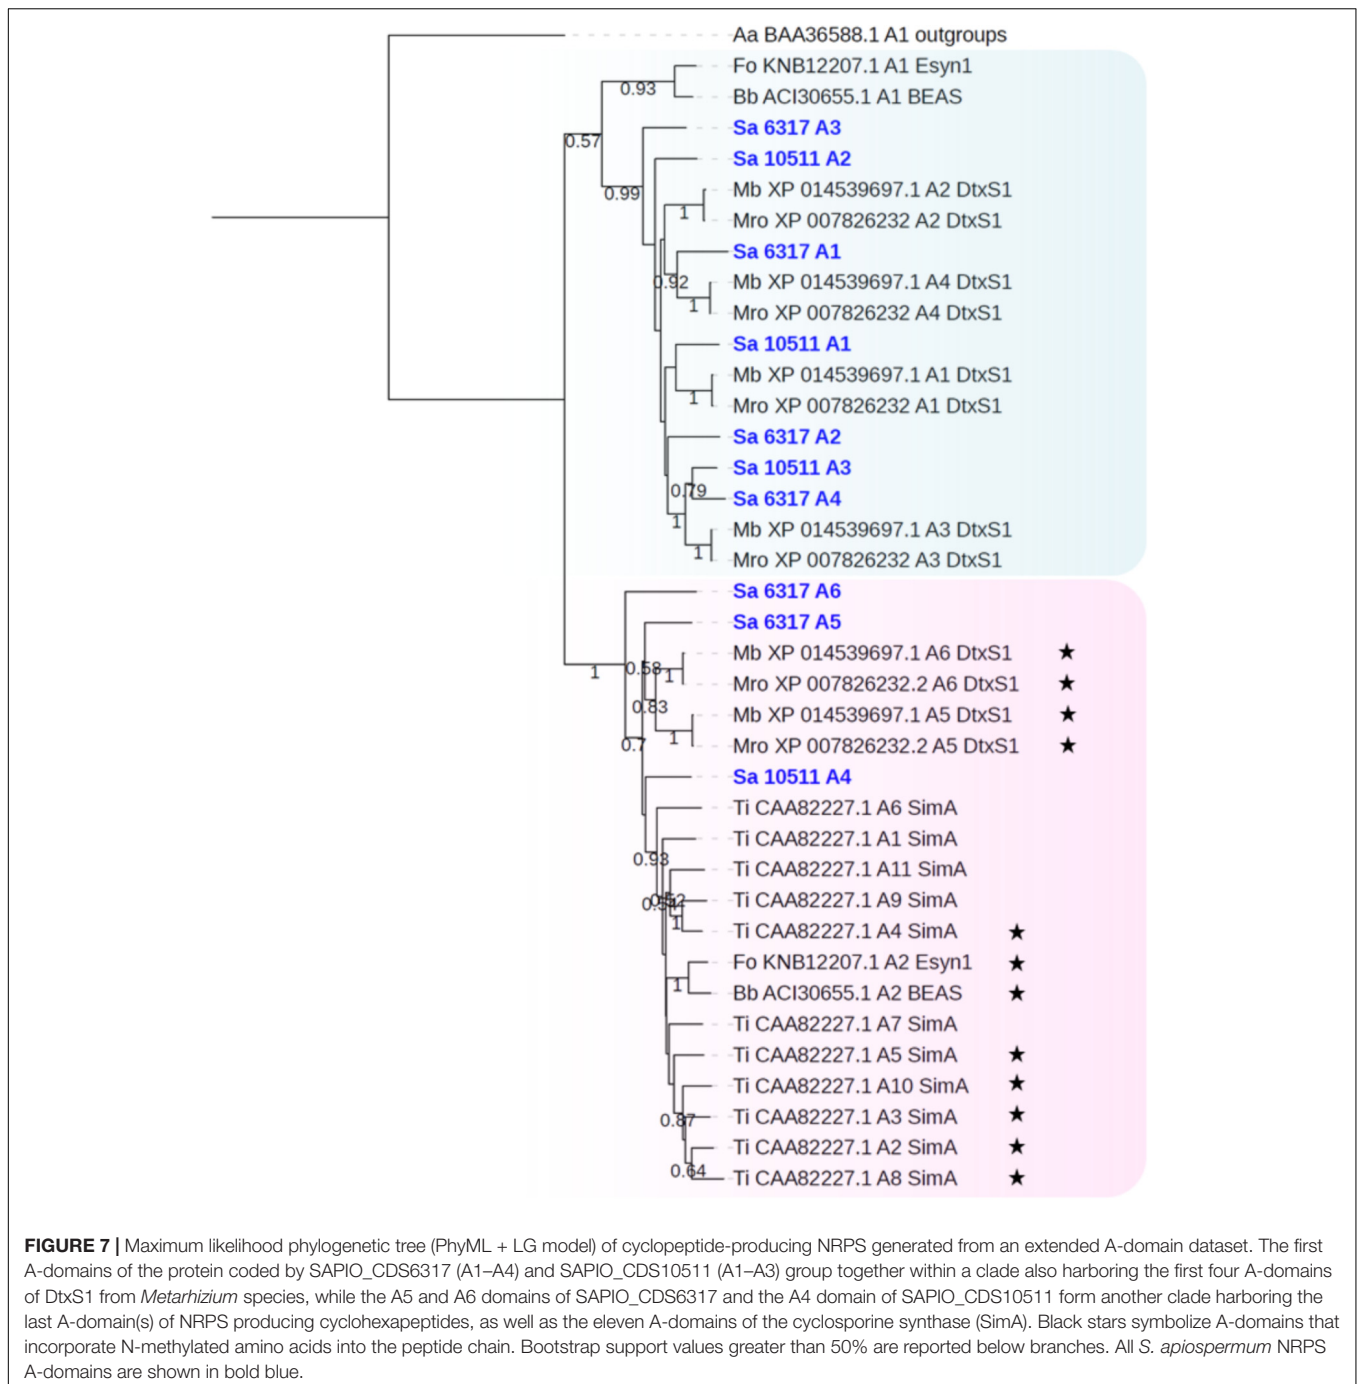 Aa BAA36588.1 A1 outgroups
Fo KNB12207.1 A1 Esyn1
0.93
Bb ACI30655.1 A1 BEAS
Sa 6317 A3
0.57
Sa 10511 A2
Mb XP 014539697.1 A2 DtxS1
0.99
1
Mro XP 007826232 A2 DtxS1
Sa 6317 A1
0.92
Mb XP 014539697.1 A4 DtxS1
1
Mro XP 007826232 A4 DtxS1
Sa 10511 A1
Mb XP 014539697.1 A1 DtxS1
1
Mro XP 007826232 A1 DtxS1
Sa 6317 A2
Sa 10511 A3
0.79
Sa 6317 A4
1
Mb XP 014539697.1 A3 DtxS1
1
Mro XP 007826232 A3 DtxS1
Sa 6317 A6
Sa 6317 A5
Mb XP 014539697.1 A6 DtxS1 ★
1
0.58
1
Mro XP 007826232.2 A6 DtxS1 ★
0.83
Mb XP 014539697.1 A5 DtxS1 ★
0.7
1
Mro XP 007826232.2 A5 DtxS1 ★
Sa 10511 A4
Ti CAA82227.1 A6 SimA
Ti CAA82227.1 A1 SimA
0.93
Ti CAA82227.1 A11 SimA
Ti CAA82227.1 A9 SimA
1
Ti CAA82227.1 A4 SimA ★
Fo KNB12207.1 A2 Esyn1 ★
1
Bb ACI30655.1 A2 BEAS ★
Ti CAA82227.1 A7 SimA
Ti CAA82227.1 A5 SimA ★
Ti CAA82227.1 A10 SimA ★
0.87
Ti CAA82227.1 A3 SimA ★
Ti CAA82227.1 A2 SimA ★
0.64
Ti CAA82227.1 A8 SimA ★
FIGURE 7 | Maximum likelihood phylogenetic tree (PhyML + LG model) of cyclopeptide-producing NRPS generated from an extended A-domain dataset. The first
A-domains of the protein coded by SAPIO_CDS6317 (A1–A4) and SAPIO_CDS10511 (A1–A3) group together within a clade also harboring the first four A-domains
of DtxS1 from Metarhizium species, while the A5 and A6 domains of SAPIO_CDS6317 and the A4 domain of SAPIO_CDS10511 form another clade harboring the
last A-domain(s) of NRPS producing cyclohexapeptides, as well as the eleven A-domains of the cyclosporine synthase (SimA). Black stars symbolize A-domains that
incorporate N-methylated amino acids into the peptide chain. Bootstrap support values greater than 50% are reported below branches. All S. apiospermum NRPS
A-domains are shown in bold blue.